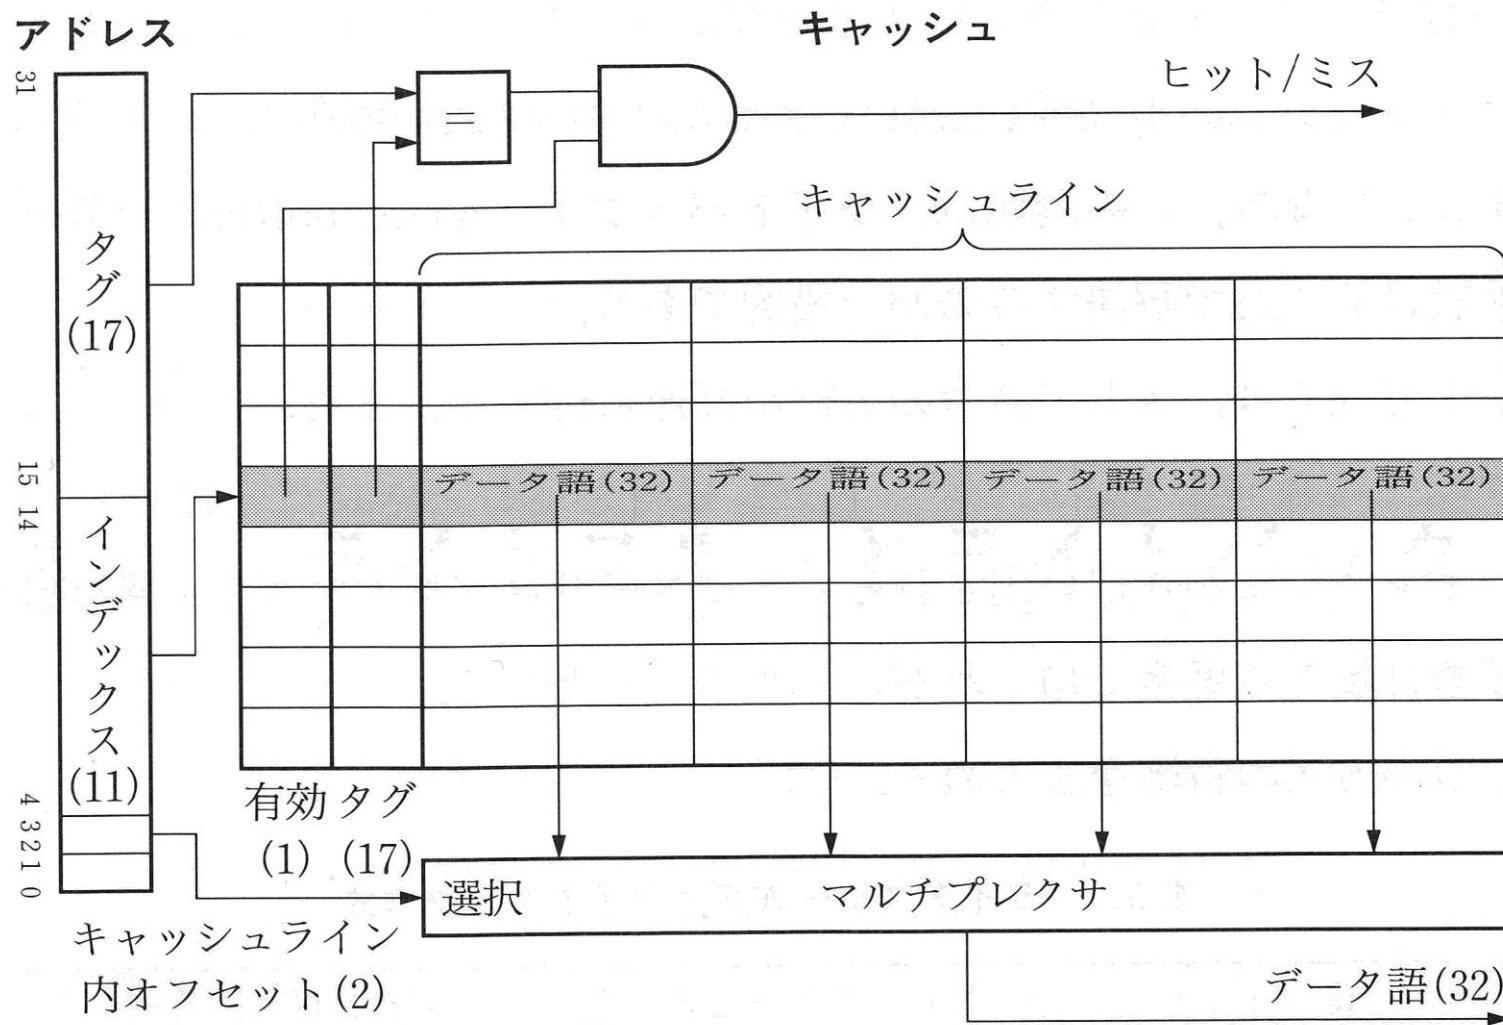 アドレス
キャッシュ
31
ヒット/ミス
=
キャッシュライン
タグ
(17)
15 14
データ語(32) データ語(32) データ語(32) データ語(32)
インデックス
(11)
4 3 2 1 0
有効 タグ
(1) (17)
選択 マルチプレクサ
キャッシュライン
内オフセット(2)
データ語(32)